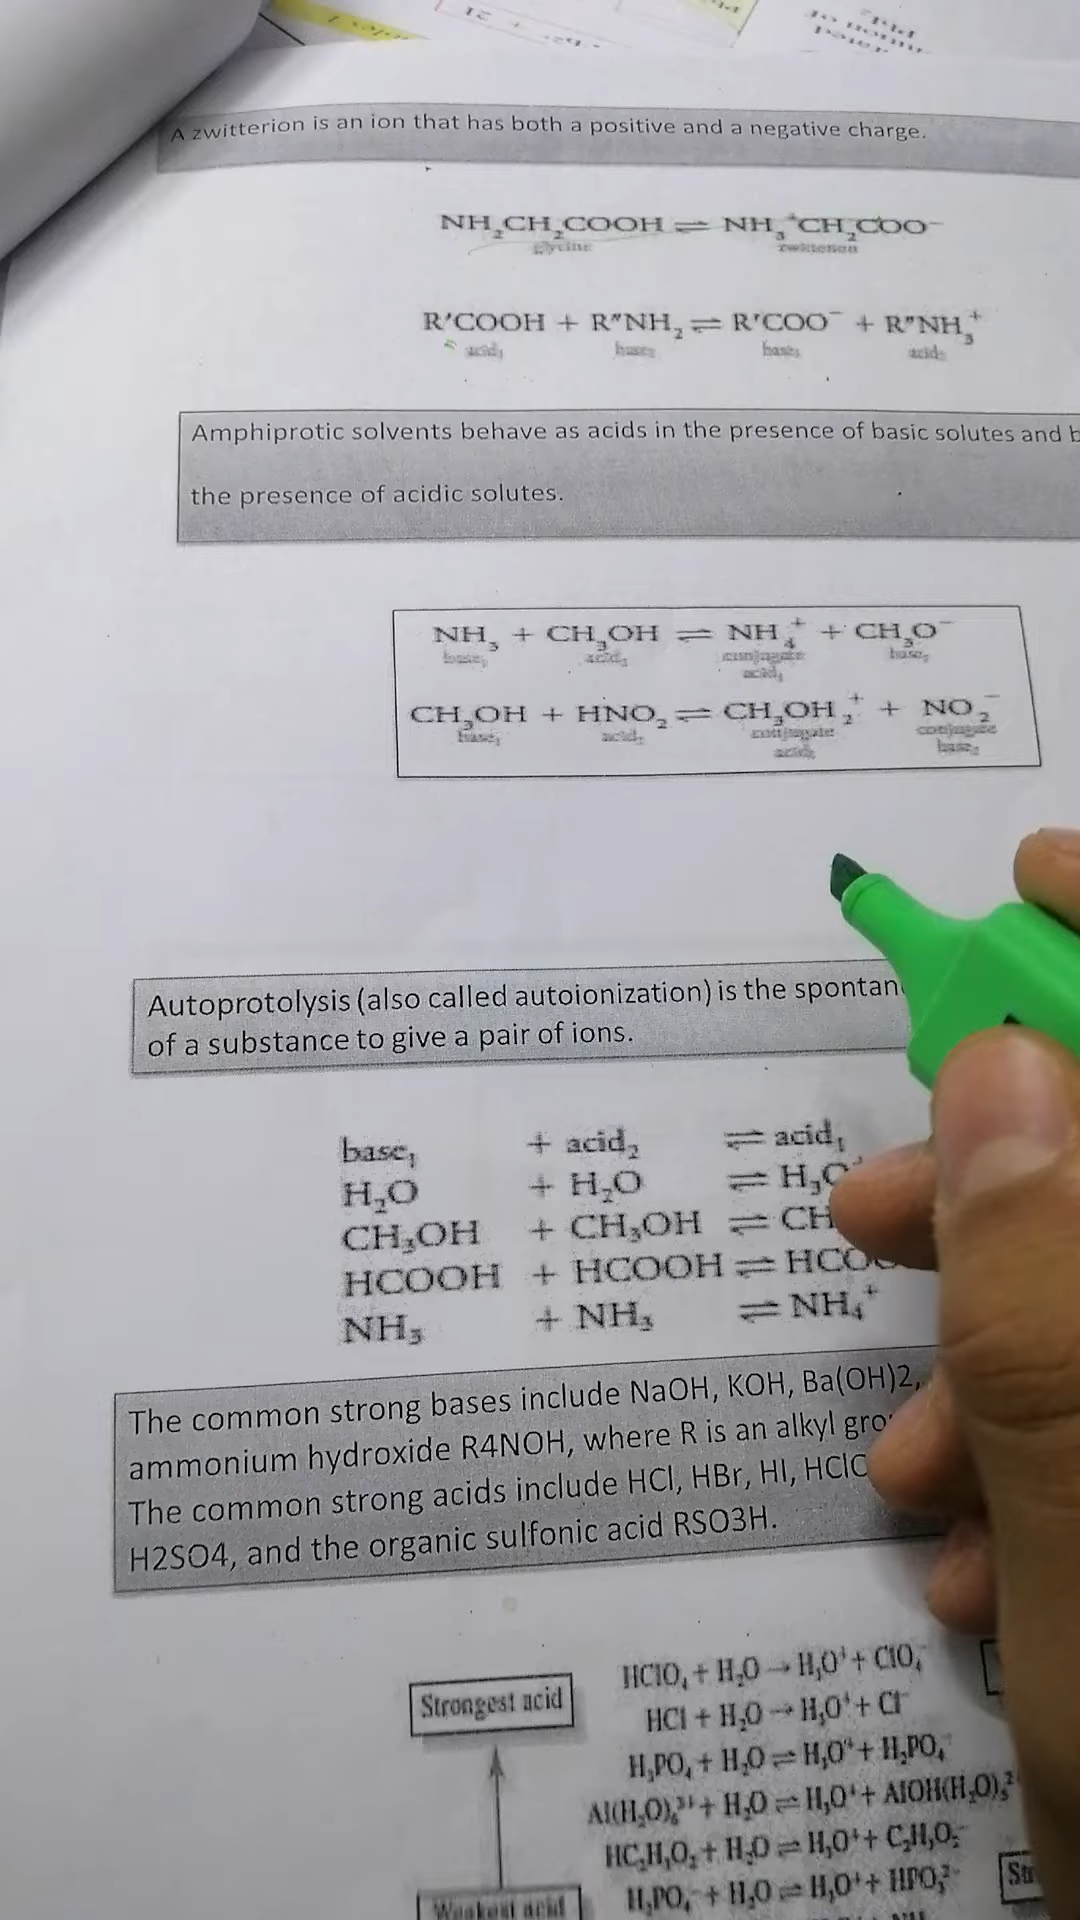 A zwitterion is an ion that has both a positive and a negative charge.
NH₂CH₂COOH ⇌ NH₃⁺CH₂COO⁻
glycine zwitterion
R′COOH + R″NH₂ ⇌ R′COO⁻ + R″NH₃⁺
acid₁ base₂ base₁ acid₂
Amphiprotic solvents behave as acids in the presence of basic solutes and b
the presence of acidic solutes.
NH₃ + CH₃OH ⇌ NH₄⁺ + CH₃O⁻
base₁ acid₂ conjugate base₂
acid₁
CH₃OH + HNO₂ ⇌ CH₃OH₂⁺ + NO₂⁻
base₁ acid₂ conjugate conjugate
acid₁ base₂
Autoprotolysis (also called autoionization) is the spontan
of a substance to give a pair of ions.
base₁ + acid₂ ⇌ acid₁
H₂O + H₂O ⇌ H₃O⁺
CH₃OH + CH₃OH ⇌ CH
HCOOH + HCOOH ⇌ HCO
NH₃ + NH₃ ⇌ NH₄⁺
The common strong bases include NaOH, KOH, Ba(OH)2,
ammonium hydroxide R4NOH, where R is an alkyl gro
The common strong acids include HCl, HBr, HI, HClO
H2SO4, and the organic sulfonic acid RSO3H.
HClO₄ + H₂O → H₃O⁺ + ClO₄⁻
Strongest acid
HCl + H₂O → H₃O⁺ + Cl⁻
H₃PO₄ + H₂O ⇌ H₃O⁺ + H₂PO₄⁻
Al(H₂O)₆³⁺ + H₂O ⇌ H₃O⁺ + AlOH(H₂O)₅²⁺
HC₂H₃O₂ + H₂O ⇌ H₃O⁺ + C₂H₃O₂⁻
H₂PO₄⁻ + H₂O ⇌ H₃O⁺ + HPO₄²⁻
Weakest acid